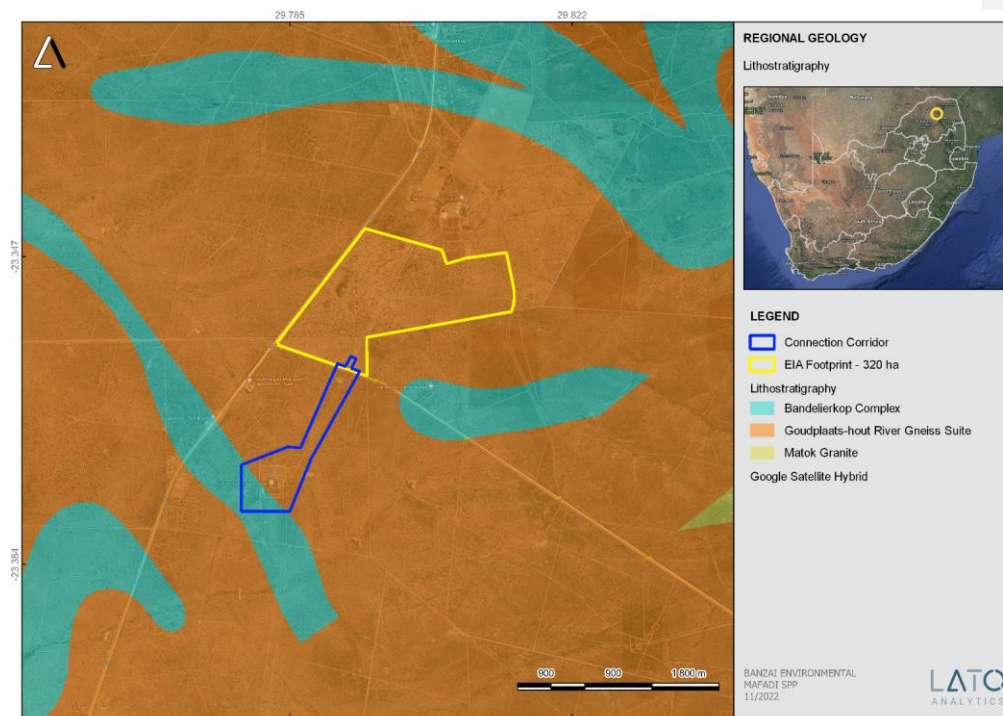 29.785
29.822
-23.347
-23.384
900
900
1 800 m
REGIONAL GEOLOGY
Lithostratigraphy
Namibia
Botswana
LEGEND
Connection Corridor
EIA Footprint - 320 ha
Lithostratigraphy
Bandelierkop Complex
Goudplaats-hout River Gneiss Suite
Matok Granite
Google Satellite Hybrid
BANZAI ENVIRONMENTAL
MAFADI SPP
11/2022
LATO
ANALYTICS